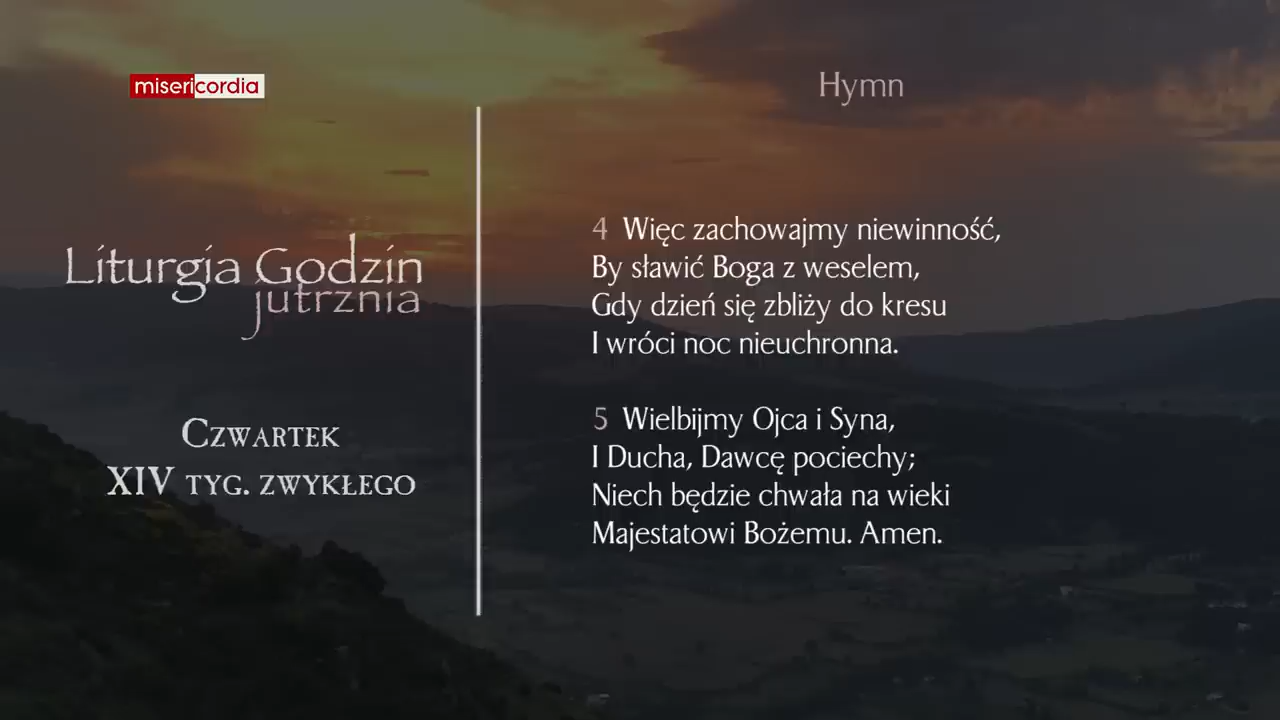 misericordia
Liturgia Godzin
jutrznia
Czwartek
XIV tyg. zwykłego
Hymn
4 Więc zachowajmy niewinność,
By sławić Boga z weselem,
Gdy dzień się zbliży do kresu
I wróci noc nieuchronna.
5 Wielbijmy Ojca i Syna,
I Ducha, Dawcę pociechy;
Niech będzie chwała na wieki
Majestatowi Bożemu. Amen.